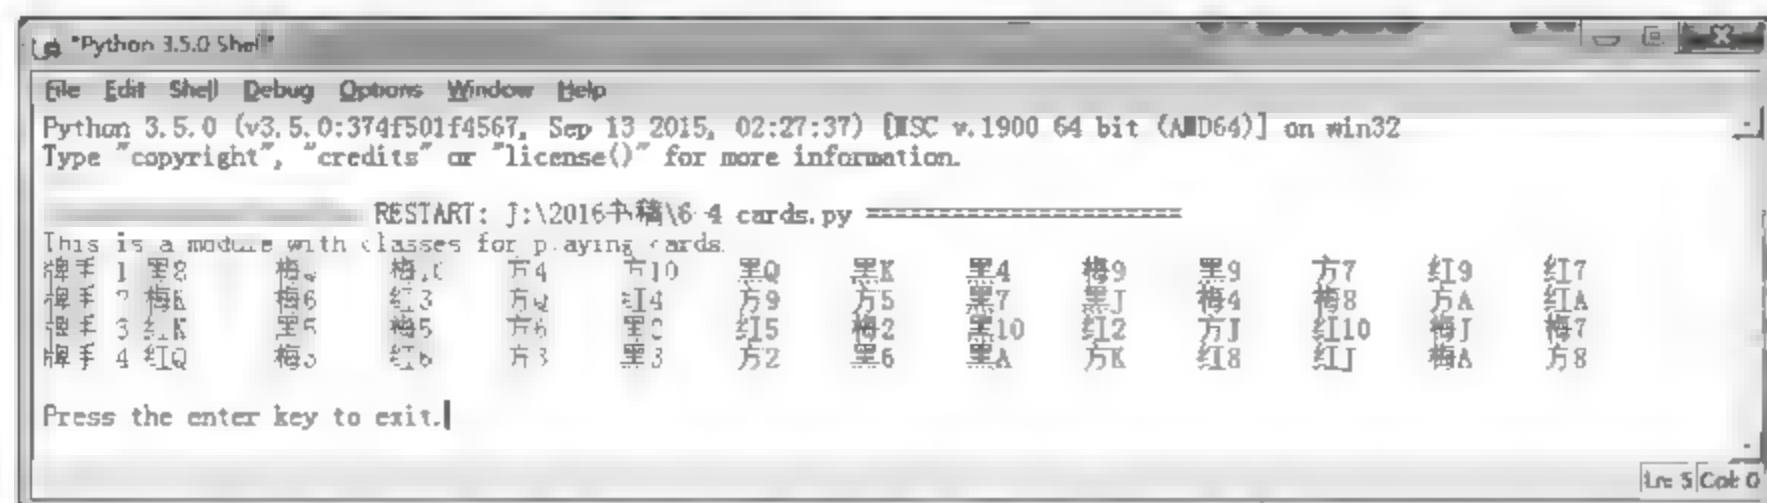 "Python 3.5.0 Shell"
File Edit Shell Debug Options Window Help
Python 3.5.0 (v3.5.0:374f501f4567, Sep 13 2015, 02:27:37) [MSC v.1900 64 bit (AMD64)] on win32
Type "copyright", "credits" or "license()" for more information.
RESTART: J:\2016书稿\6-4 cards.py ======================
This is a module with classes for playing cards.
牌手 1 黑8 梅Q 梅10 方4 方10 黑Q 黑K 黑4 梅9 黑9 方7 红9 红7
牌手 2 梅K 梅6 红3 方Q 红4 方9 方5 黑7 黑J 梅4 梅8 方A 红A
牌手 3 红K 黑5 梅5 方6 黑2 红5 梅2 黑10 红2 方J 红10 梅J 梅7
牌手 4 红Q 梅3 红6 方3 黑3 方2 黑6 黑A 方K 红8 红J 梅A 方8
Press the enter key to exit.
Ln: 5 Col: 0